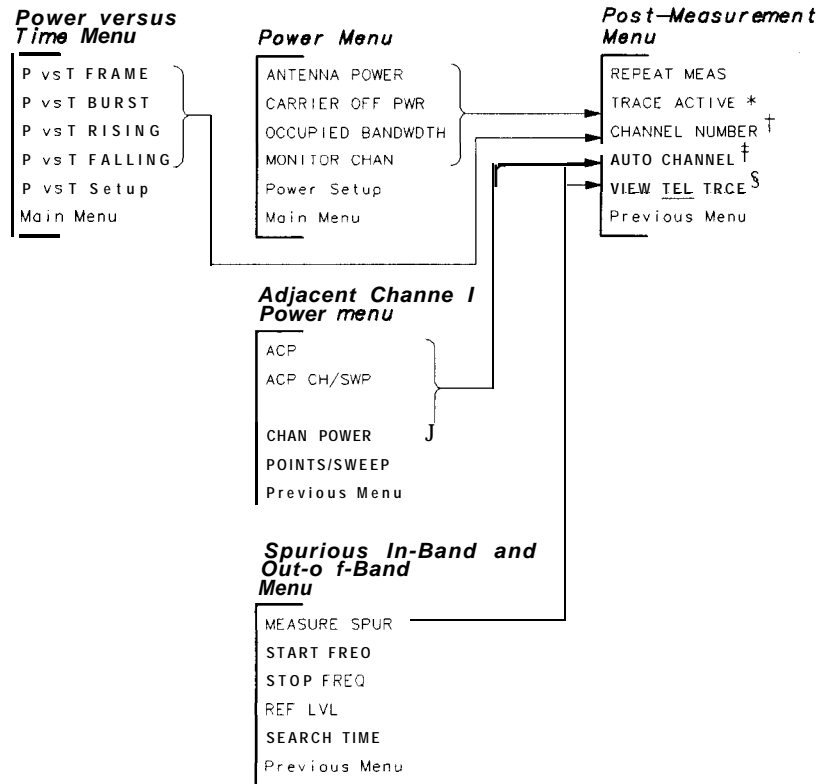 Power versus
Time Menu
P vsT FRAME
P vsT BURST
P vsT RISING
P vsT FALLING
P vsT Setup
Main Menu
Power Menu
ANTENNA POWER
CARRIER OFF PWR
OCCUPIED BANDWDTH
MONITOR CHAN
Power Setup
Main Menu
Post-Measurement
Menu
REPEAT MEAS
TRACE ACTIVE *
CHANNEL NUMBER †
AUTO CHANNEL ‡
VIEW TEL TRCE §
Previous Menu
Adjacent Channe l
Power menu
ACP
ACP CH/SWP
CHAN POWER J
POINTS/SWEEP
Previous Menu
Spurious In-Band and
Out-o f-Band
Menu
MEASURE SPUR
START FREO
STOP FREQ
REF LVL
SEARCH TIME
Previous Menu